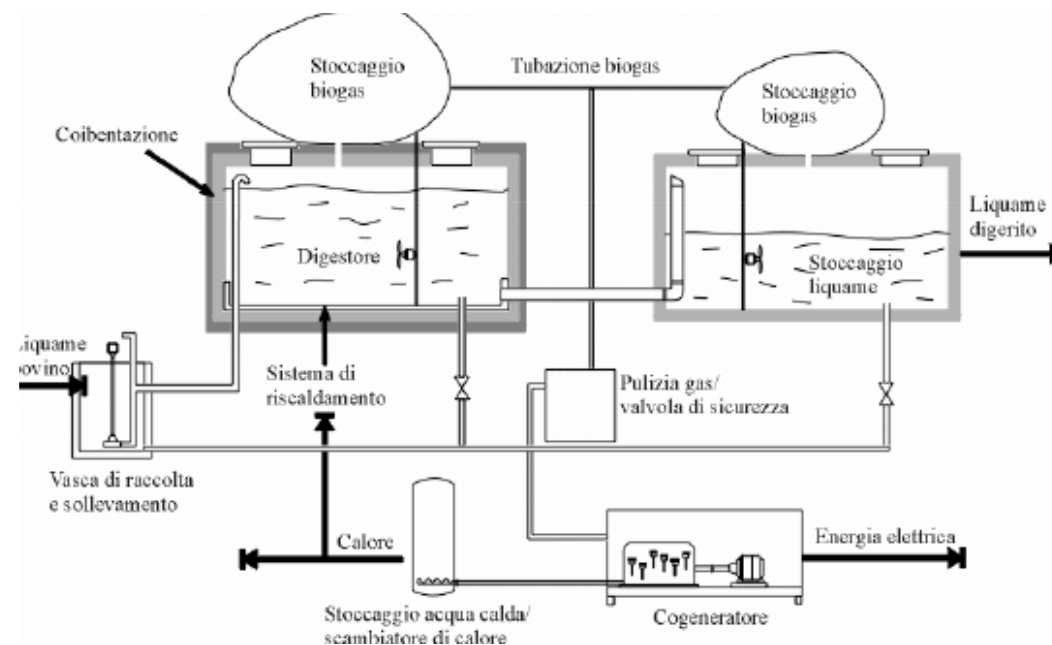 Stoccaggio
biogas
Tubazione biogas
Stoccaggio
biogas
Coibentazione
Liquame
digerito
Digestore
Stoccaggio
liquame
iquame
bovino
Sistema di
riscaldamento
Pulizia gas/
valvola di sicurezza
Vasca di raccolta
e sollevamento
Calore
Energia elettrica
Stoccaggio acqua calda/
scambiatore di calore
Cogeneratore